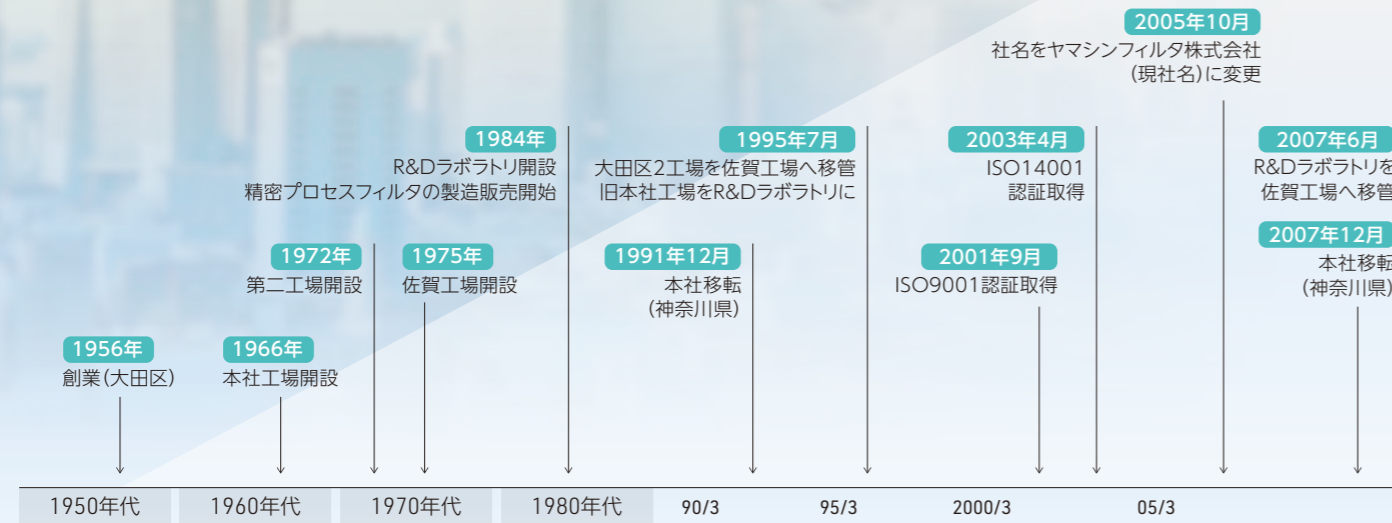 2005年10月
社名をヤマシンフィルタ株式会社
(現社名)に変更
1984年
R&Dラボラトリ開設
精密プロセスフィルタの製造販売開始
1995年7月
大田区2工場を佐賀工場へ移管
旧本社工場をR&Dラボラトリに
2003年4月
ISO14001
認証取得
2007年6月
R&Dラボラトリを
佐賀工場へ移管
1972年
第二工場開設
1975年
佐賀工場開設
1991年12月
本社移転
(神奈川県)
2001年9月
ISO9001認証取得
2007年12月
本社移転
(神奈川県)
1956年
創業(大田区)
1966年
本社工場開設
1950年代 1960年代 1970年代 1980年代 90/3 95/3 2000/3 05/3